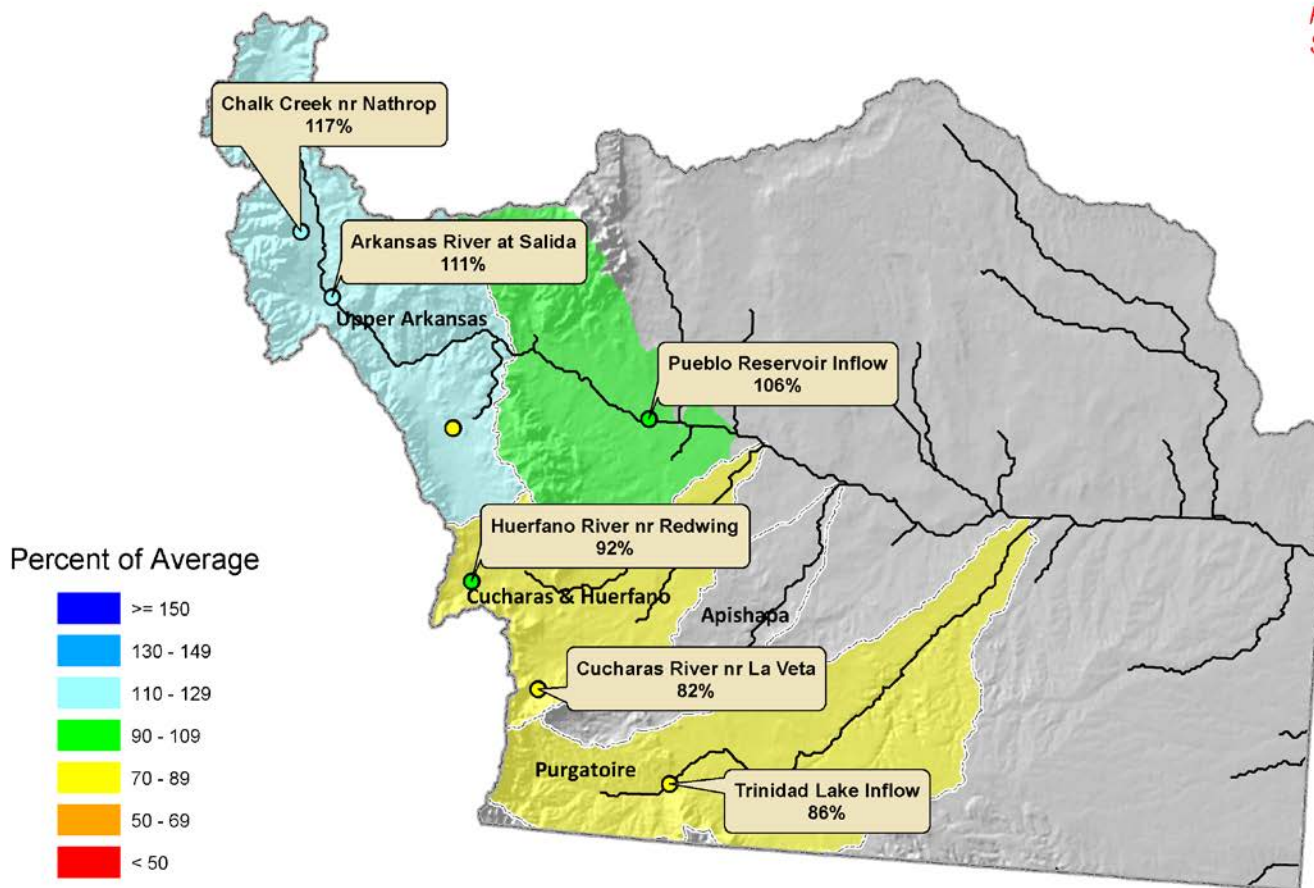 Chalk Creek nr Nathrop
117%
Arkansas River at Salida
111%
Upper Arkansas
Pueblo Reservoir Inflow
106%
Huerfano River nr Redwing
92%
Cucharas & Huerfano
Apishapa
Cucharas River nr La Veta
82%
Purgatoire
Trinidad Lake Inflow
86%
Percent of Average
>= 150
130 - 149
110 - 129
90 - 109
70 - 89
50 - 69
< 50